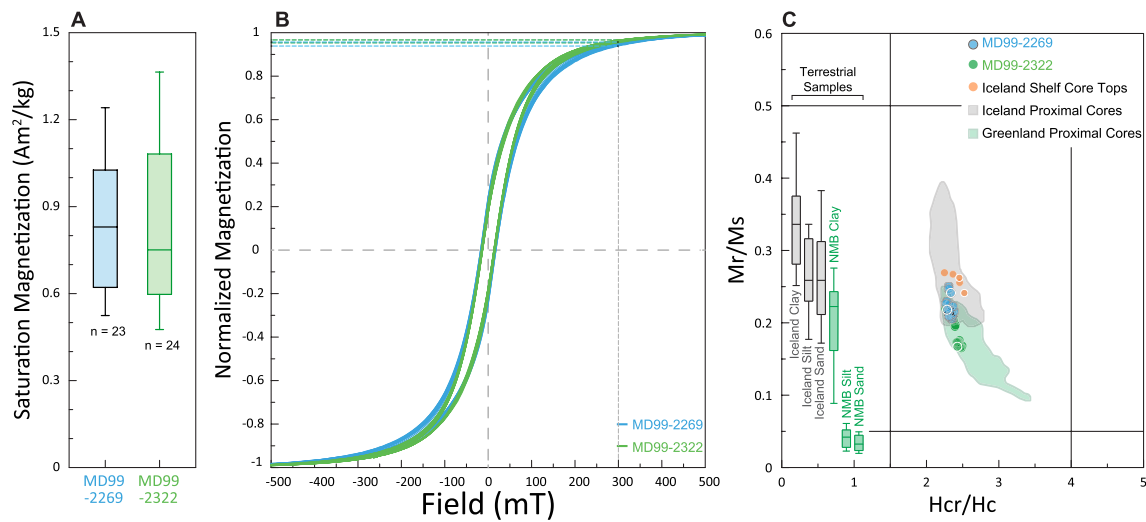 A
Saturation Magnetization (Am²/kg)
1.5
1.2
0.9
0.6
0.3
0
n = 23
n = 24
MD99
-2269
MD99
-2322
B
Normalized Magnetization
1
0.8
0.6
0.4
0.2
0
-0.2
-0.4
-0.6
-0.8
-1
-500
-400
-300
-200
-100
0
100
200
300
400
500
Field (mT)
MD99-2269
MD99-2322
C
Mr/Ms
0.6
0.5
0.4
0.3
0.2
0.1
0
Terrestrial
Samples
MD99-2269
MD99-2322
Iceland Shelf Core Tops
Iceland Proximal Cores
Greenland Proximal Cores
Iceland Clay
Iceland Silt
Iceland Sand
NMB Clay
NMB Silt
NMB Sand
0
1
2
3
4
5
Hcr/Hc